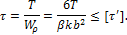 τ = T / W_ρ = 6T / βkb² ≤ [τ′].